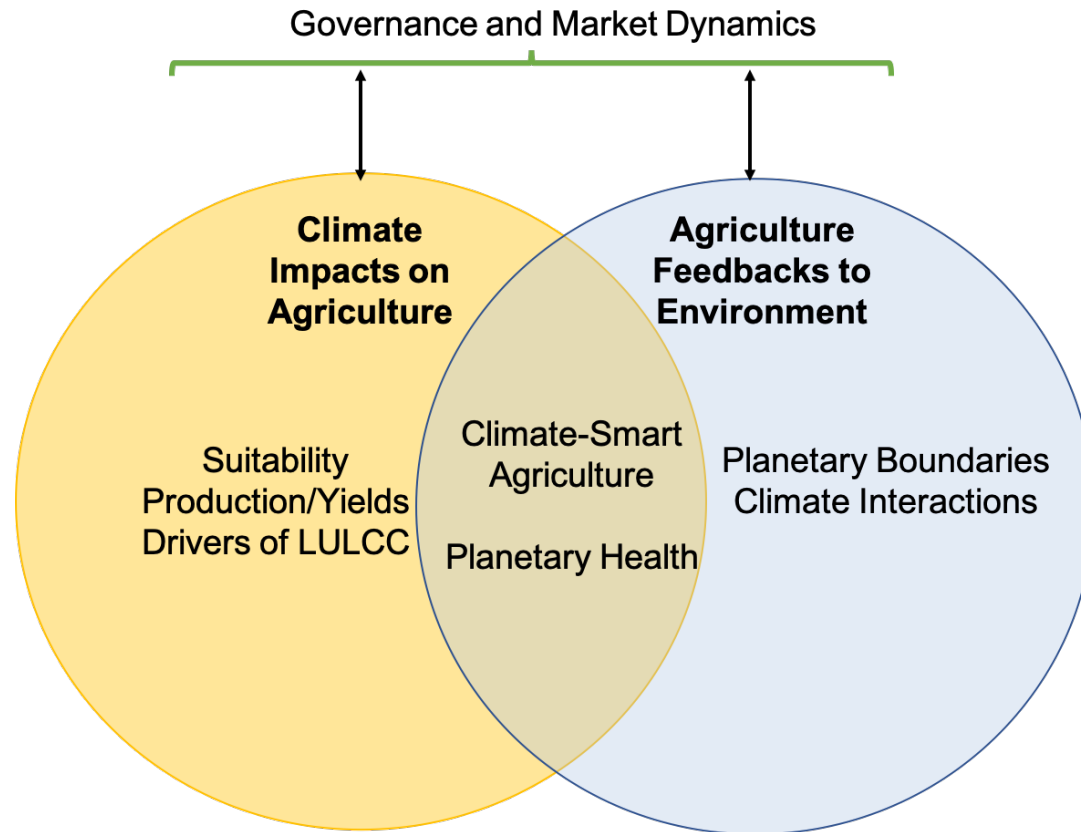 Governance and Market Dynamics
Climate
Impacts on
Agriculture
Agriculture
Feedbacks to
Environment
Suitability
Production/Yields
Drivers of LULCC
Climate-Smart
Agriculture
Planetary Health
Planetary Boundaries
Climate Interactions